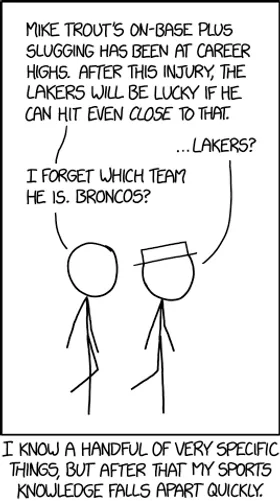 MIKE TROUT'S ON-BASE PLUS
SLUGGING HAS BEEN AT CAREER
HIGHS. AFTER THIS INJURY, THE
LAKERS WILL BE LUCKY IF HE
CAN HIT EVEN CLOSE TO THAT.
...LAKERS?
I FORGET WHICH TEAM
HE IS. BRONCOS?
I KNOW A HANDFUL OF VERY SPECIFIC
THINGS, BUT AFTER THAT MY SPORTS
KNOWLEDGE FALLS APART QUICKLY.